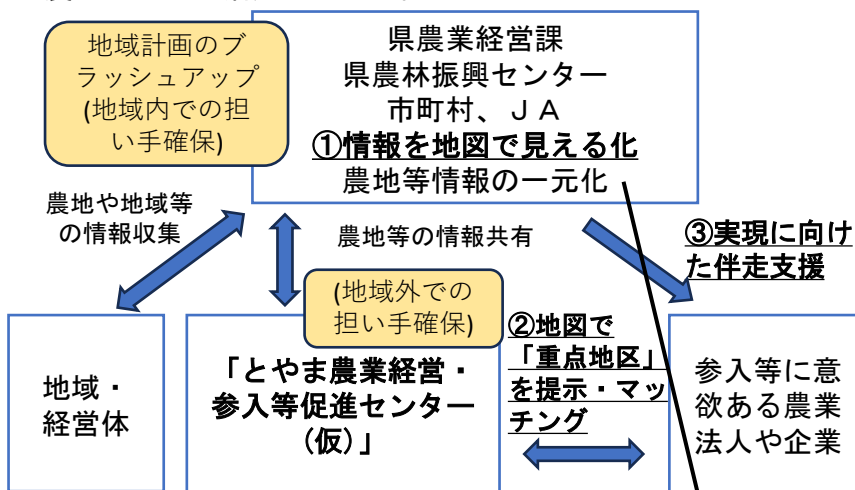 地域計画のブ
ラッシュアップ
(地域内での担
い手確保)
県農業経営課
県農林振興センター
市町村、ＪＡ
①情報を地図で見える化
農地等情報の一元化
農地や地域等
の情報収集
農地等の情報共有
③実現に向け
た伴走支援
(地域外での
担い手確保)
②地図で
「重点地区」
を提示・マッ
チング
地域・
経営体
「とやま農業経営・
参入等促進センター
(仮)」
参入等に意
欲ある農業
法人や企業